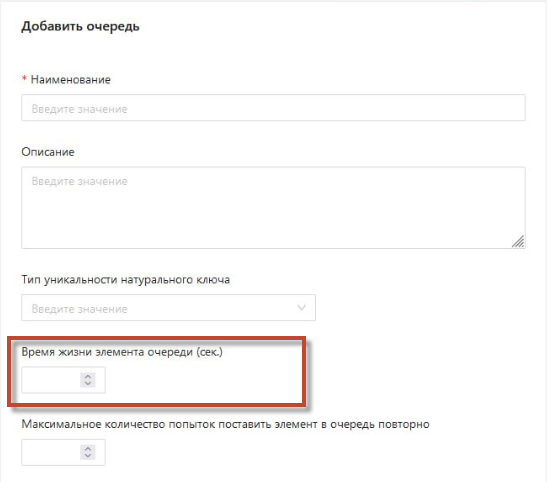 Добавить очередь
* Наименование
Введите значение
Описание
Введите значение
Тип уникальности натурального ключа
Введите значение
Время жизни элемента очереди (сек.)
Максимальное количество попыток поставить элемент в очередь повторно